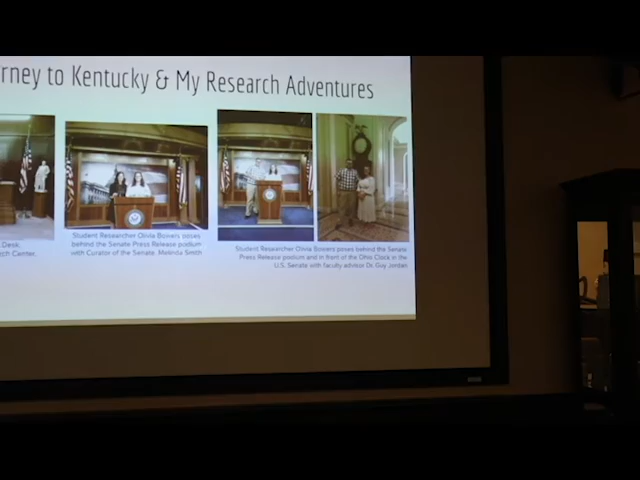 rney to Kentucky & My Research Adventures
Desk.
ch Center,
Student Researcher Olivia Bowers poses
behind the Senate Press Release podium
with Curator of the Senate, Melinda Smith
Student Researcher Olivia Bowers poses behind the Senate
Press Release podium and in front of the Ohio Clock in the
U.S. Senate with faculty advisor Dr. Guy Jordan